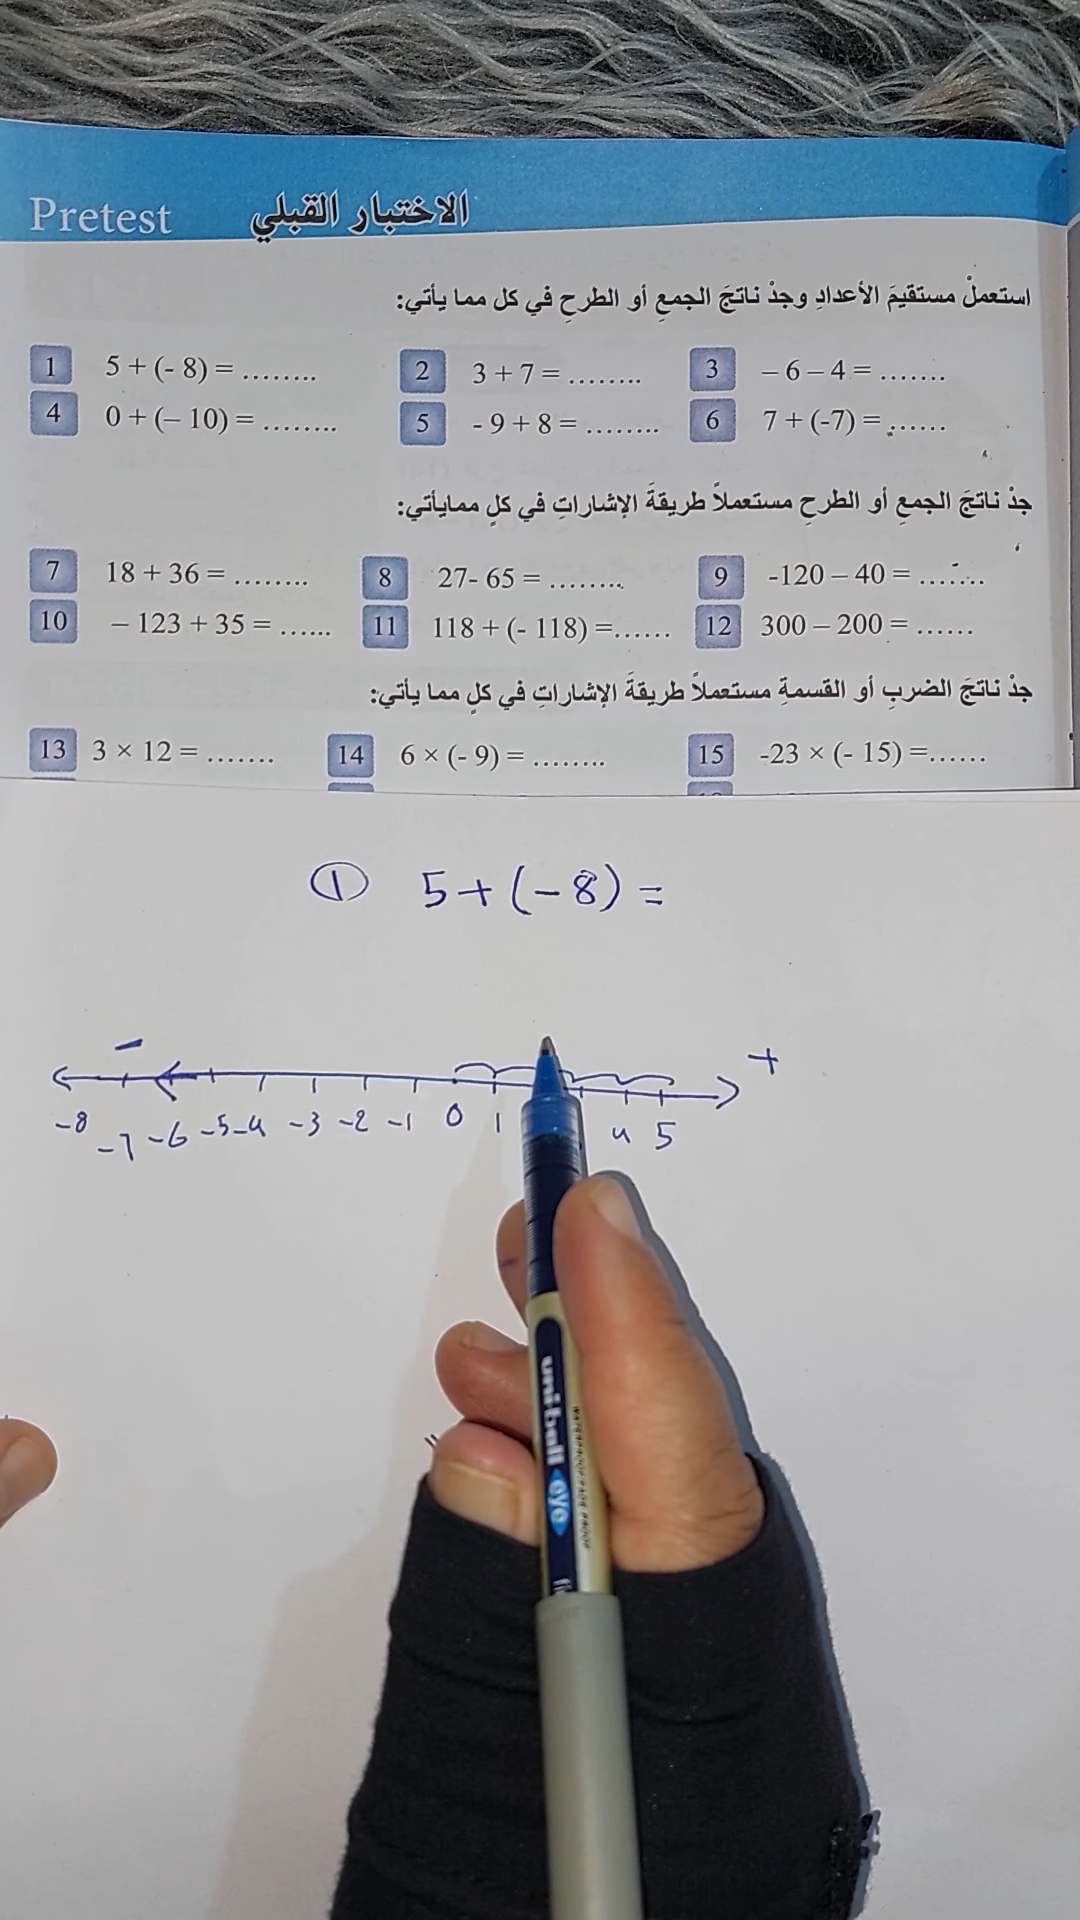 Pretest الاختبار القبلي
استعملْ مستقيمَ الأعدادِ وجدْ ناتجَ الجمعِ أو الطرحِ في كل مما يأتي:
1 5 + (- 8) = ........ 2 3 + 7 = ........ 3 – 6 – 4 = .......
4 0 + (– 10) = ........ 5 - 9 + 8 = ........ 6 7 + (-7) = ......
جدْ ناتجَ الجمعِ أو الطرحِ مستعملاً طريقةَ الإشاراتِ في كلٍ ممايأتي:
7 18 + 36 = ........ 8 27- 65 = ........ 9 -120 – 40 = .......
10 – 123 + 35 = ...... 11 118 + (- 118) =...... 12 300 – 200 = ......
جدْ ناتجَ الضربِ أو القسمةِ مستعملاً طريقةَ الإشاراتِ في كلٍ مما يأتي:
13 3 × 12 = ....... 14 6 × (- 9) = ........ 15 -23 × (- 15) =......
① 5 + (-8) =
- +
-8 -7 -6 -5 -4 -3 -2 -1 0 1 4 5
uni-ball eye